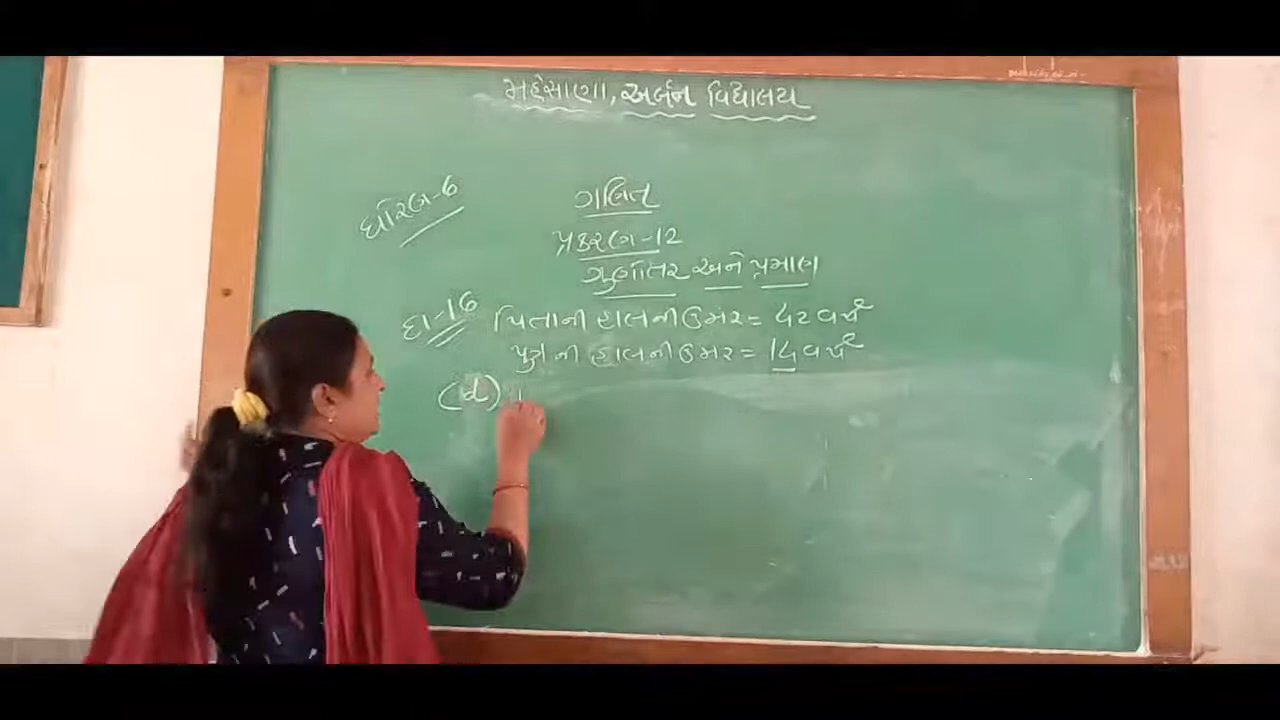 મહેસાણા, અર્બન વિદ્યાલય
ધોરણ-6
ગણિત
પ્રકરણ-12
ગુણોત્તર અને પ્રમાણ
દા-16 પિતાની હાલની ઉંમર = 42 વર્ષ
પુત્રની હાલની ઉંમર = 14 વર્ષ
(d)